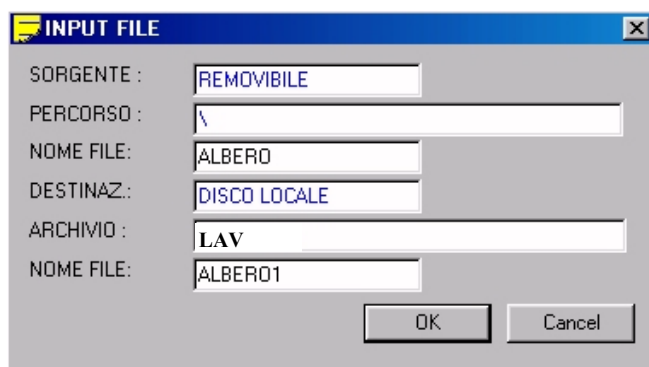 INPUT FILE
SORGENTE : REMOVIBILE
PERCORSO : \
NOME FILE: ALBERO
DESTINAZ.: DISCO LOCALE
ARCHIVIO : LAV
NOME FILE: ALBERO1
OK Cancel